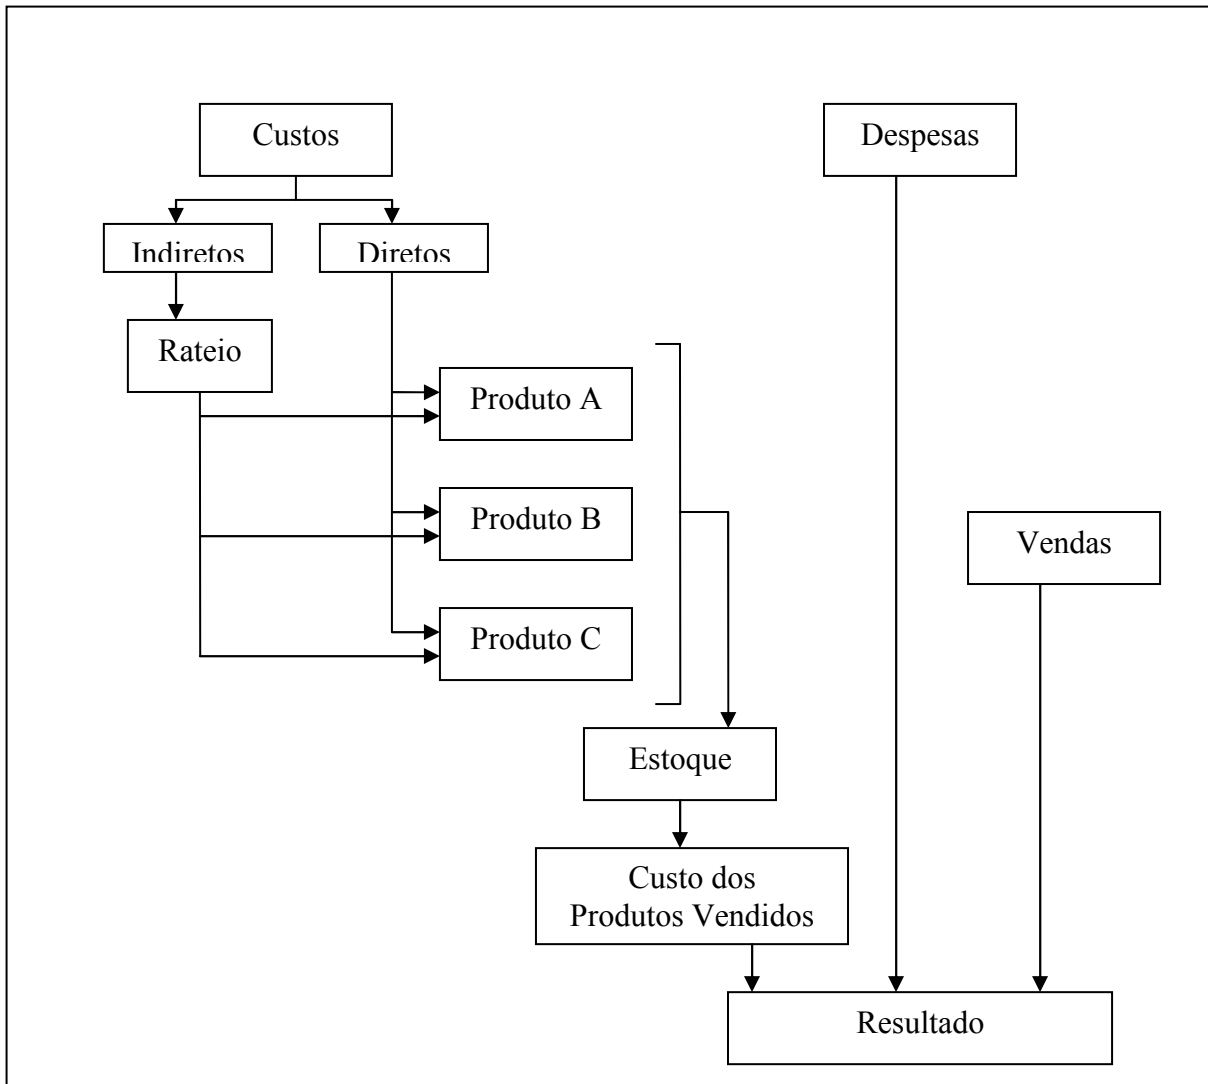 Custos
Despesas
Indiretos
Diretos
Rateio
Produto A
Produto B
Vendas
Produto C
Estoque
Custo dos
Produtos Vendidos
Resultado